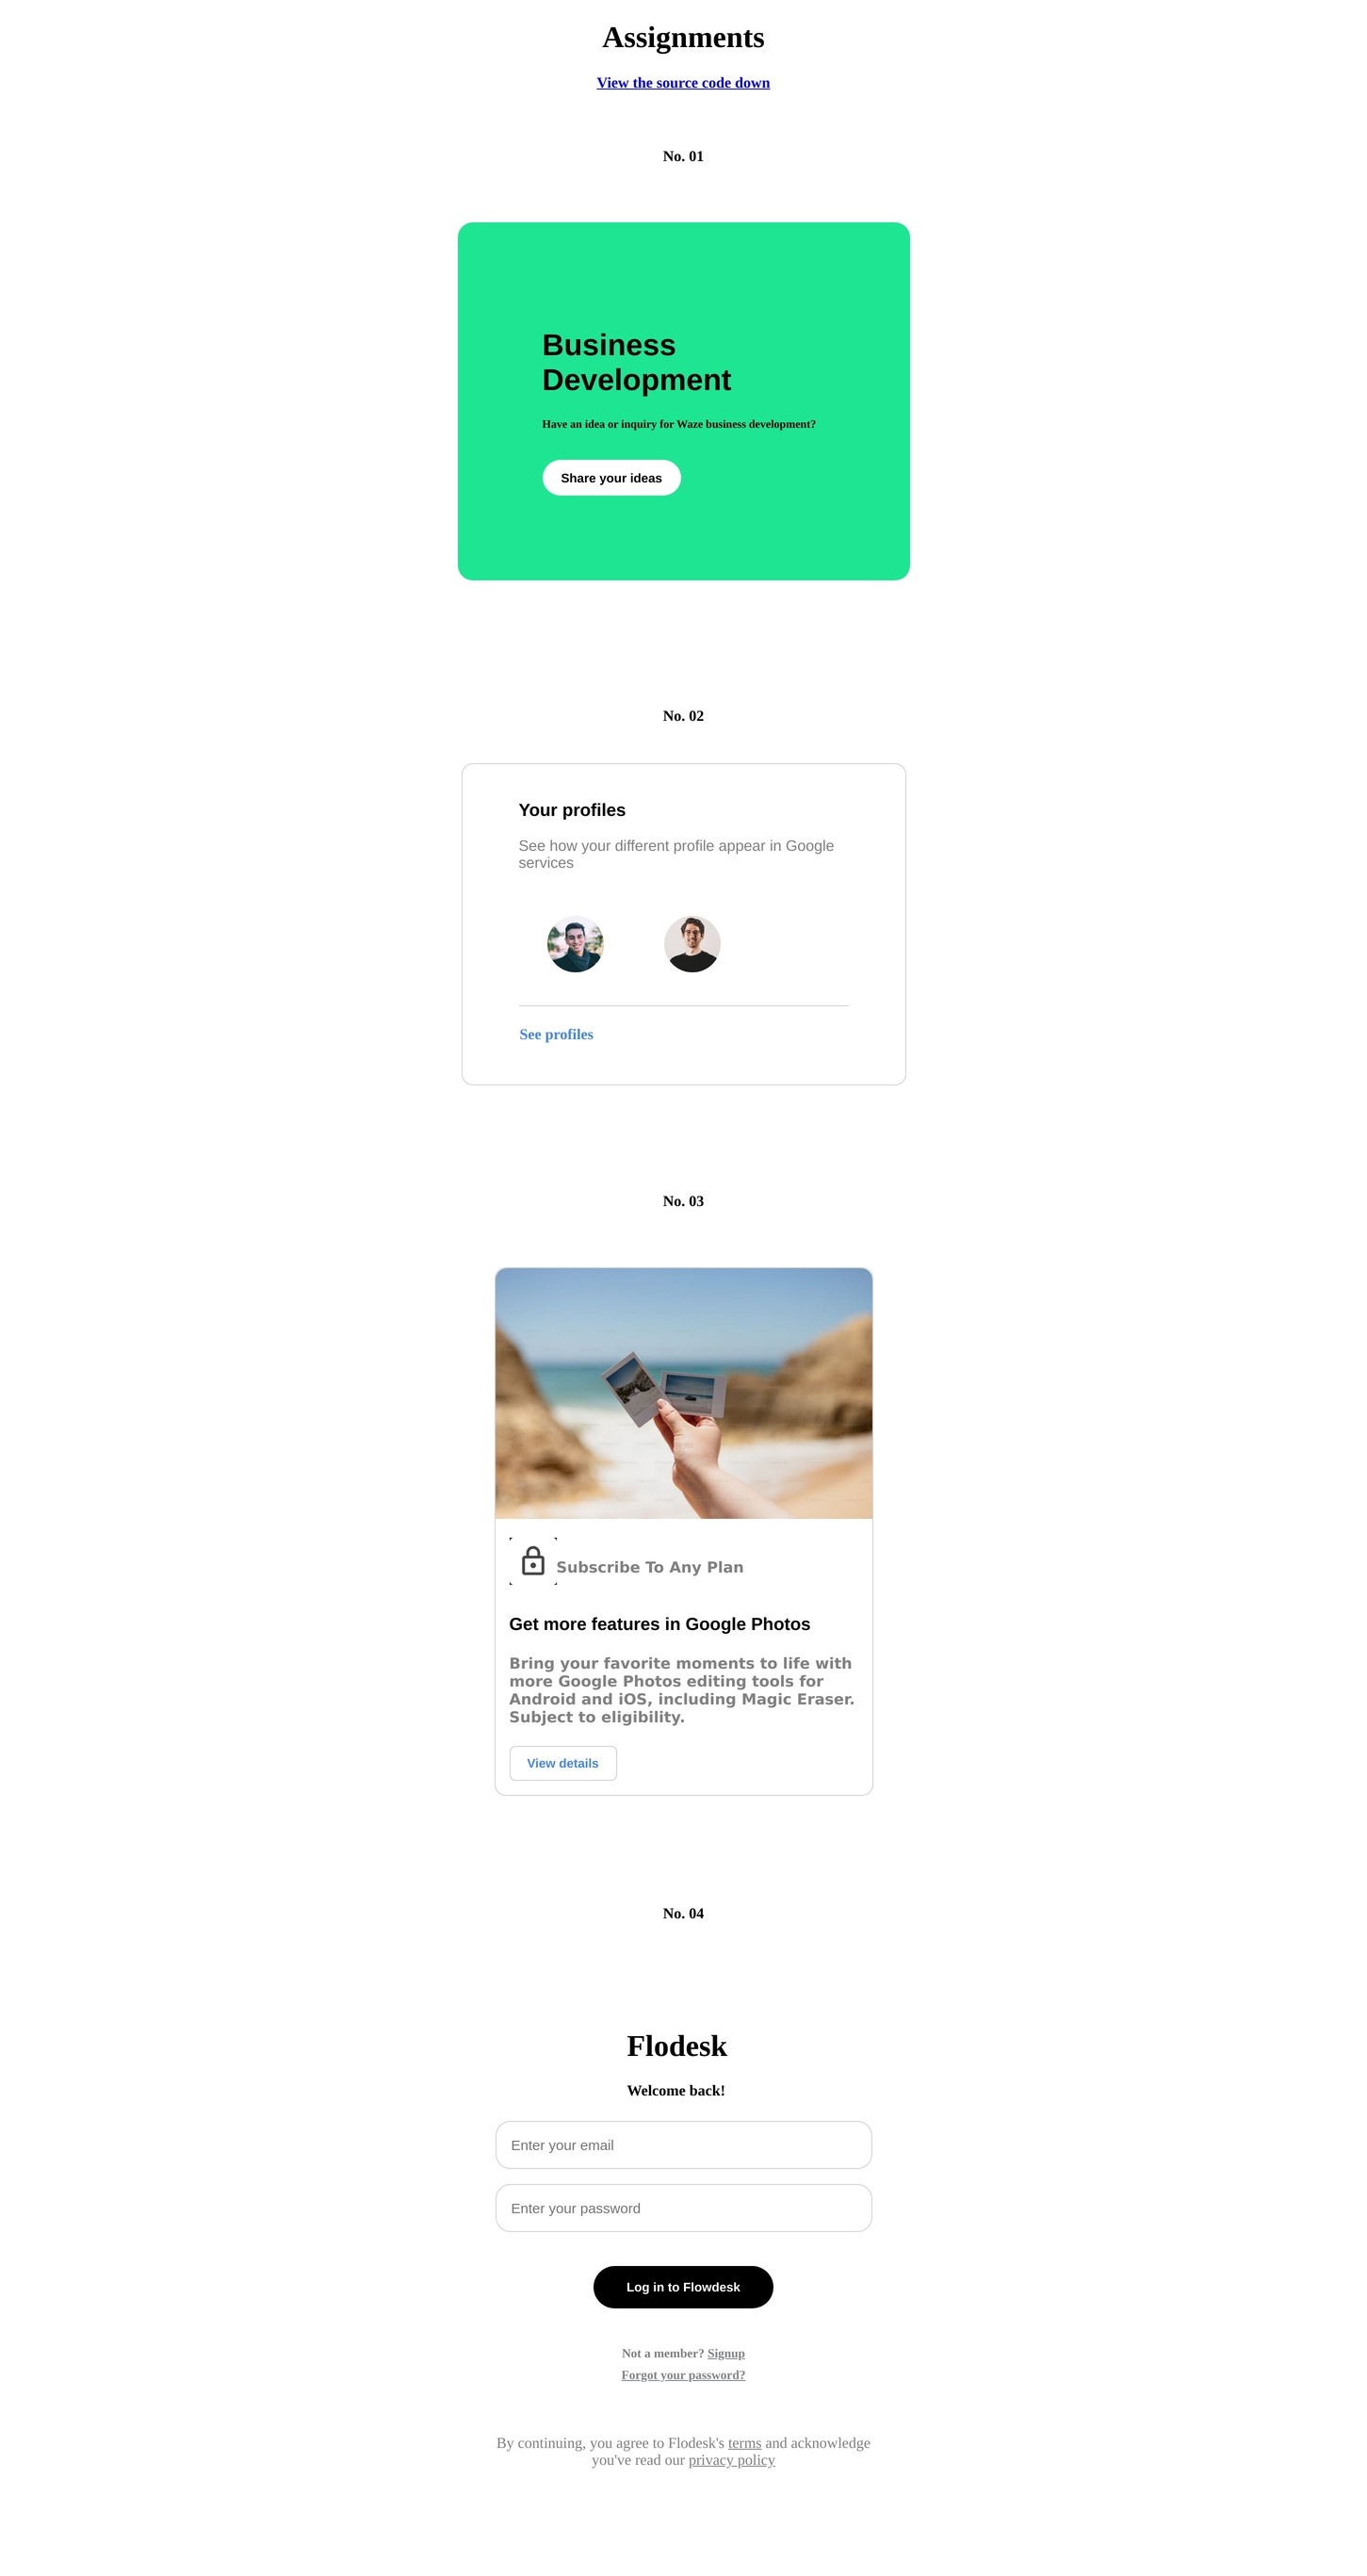 Assignments
View the source code down
No. 01
Business
Development
Have an idea or inquiry for Waze business development?
Share your ideas
No. 02
Your profiles
See how your different profile appear in Google
services
See profiles
No. 03
Subscribe To Any Plan
Get more features in Google Photos
Bring your favorite moments to life with
more Google Photos editing tools for
Android and iOS, including Magic Eraser.
Subject to eligibility.
View details
No. 04
Flodesk
Welcome back!
Enter your email
Enter your password
Log in to Flowdesk
Not a member? Signup
Forgot your password?
By continuing, you agree to Flodesk's terms and acknowledge
you've read our privacy policy